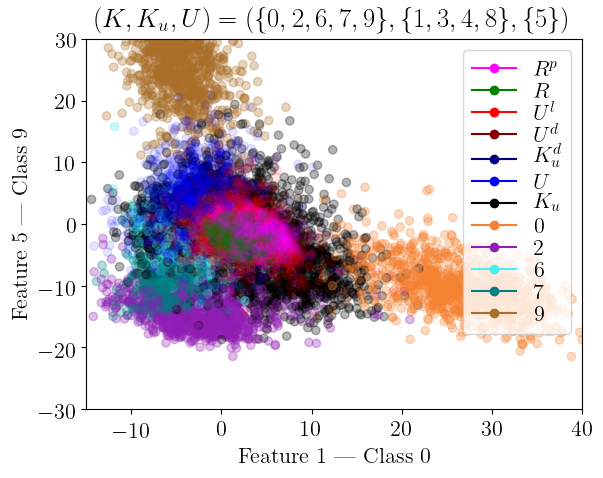 (K, K_u, U) = ({0, 2, 6, 7, 9}, {1, 3, 4, 8}, {5})
30
20
10
0
−10
−20
−30
Feature 5 — Class 9
R^p
R
U^l
U^d
K_u^d
U
K_u
0
2
6
7
9
−10
0
10
20
30
40
Feature 1 — Class 0